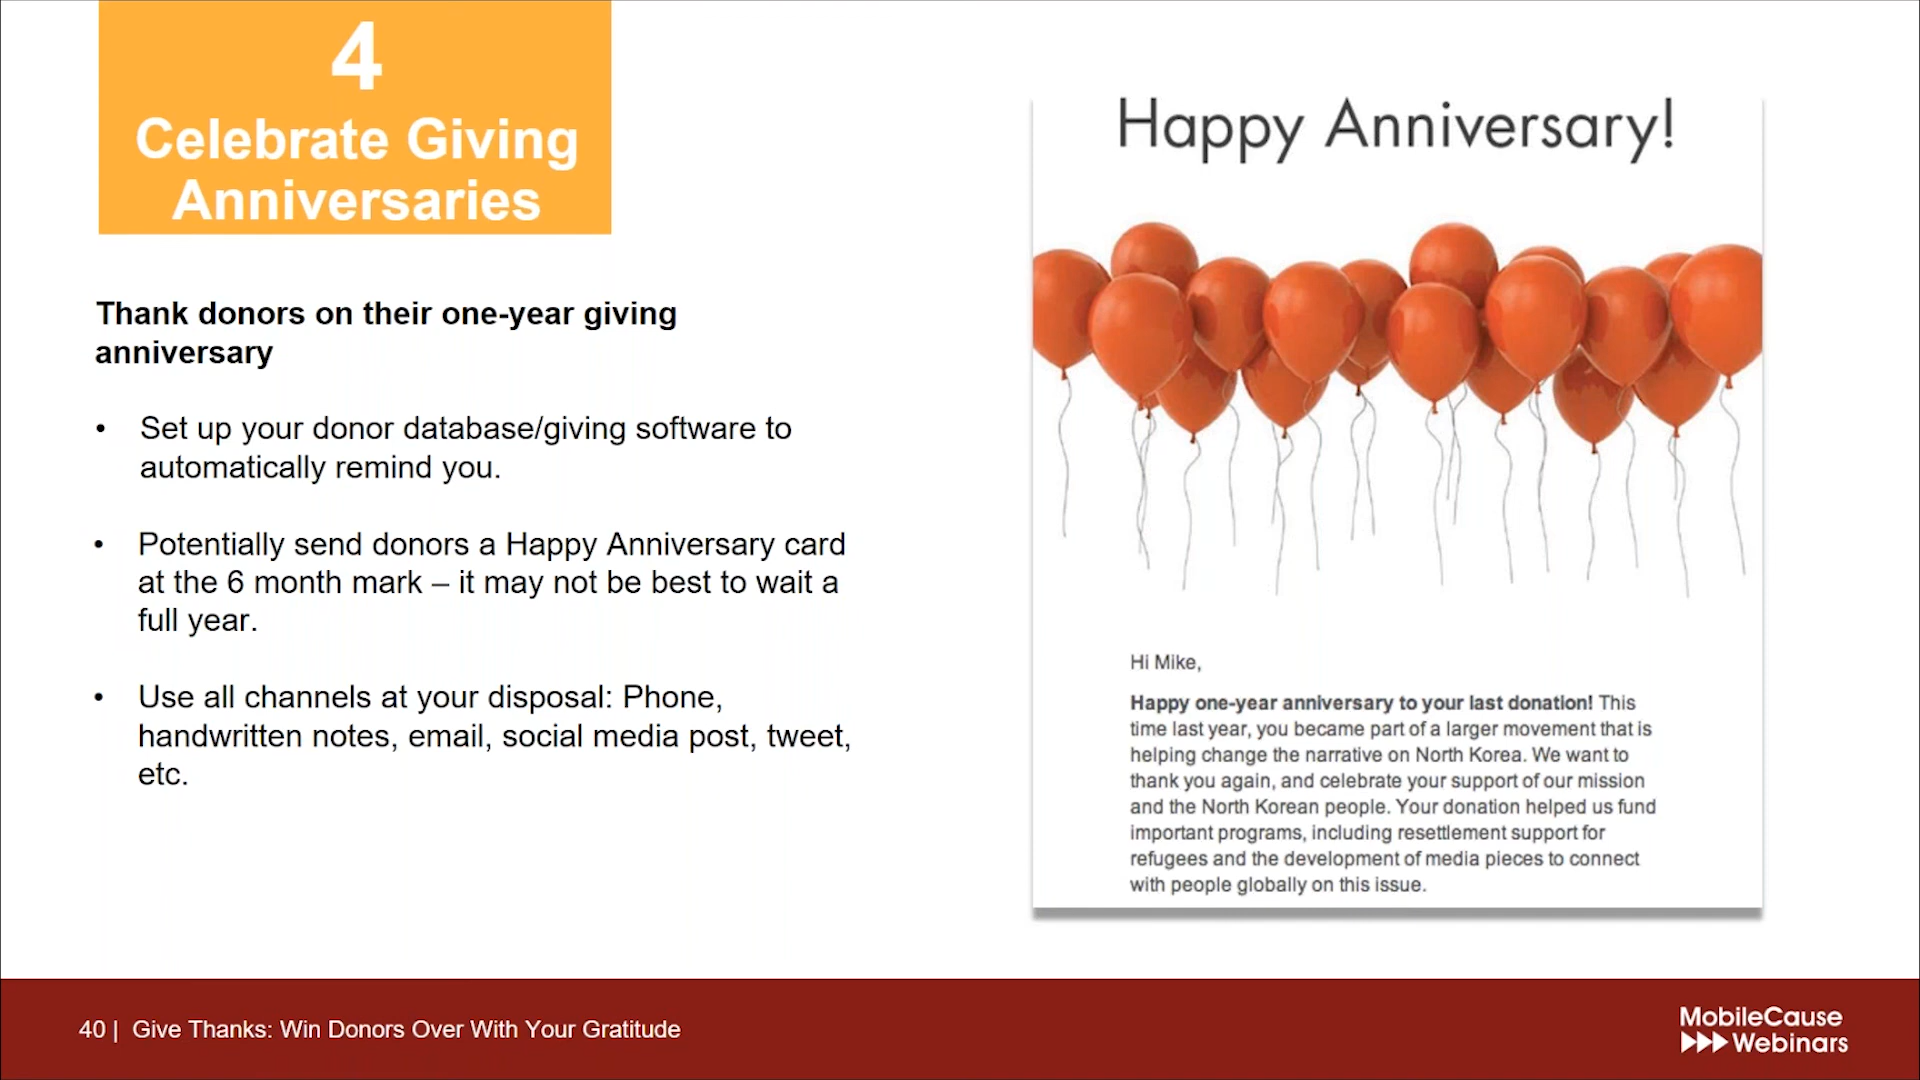 4
Celebrate Giving
Anniversaries
Thank donors on their one-year giving
anniversary
• Set up your donor database/giving software to
automatically remind you.
• Potentially send donors a Happy Anniversary card
at the 6 month mark – it may not be best to wait a
full year.
• Use all channels at your disposal: Phone,
handwritten notes, email, social media post, tweet,
etc.
Happy Anniversary!
Hi Mike,
Happy one-year anniversary to your last donation! This
time last year, you became part of a larger movement that is
helping change the narrative on North Korea. We want to
thank you again, and celebrate your support of our mission
and the North Korean people. Your donation helped us fund
important programs, including resettlement support for
refugees and the development of media pieces to connect
with people globally on this issue.
40 | Give Thanks: Win Donors Over With Your Gratitude
MobileCause
Webinars